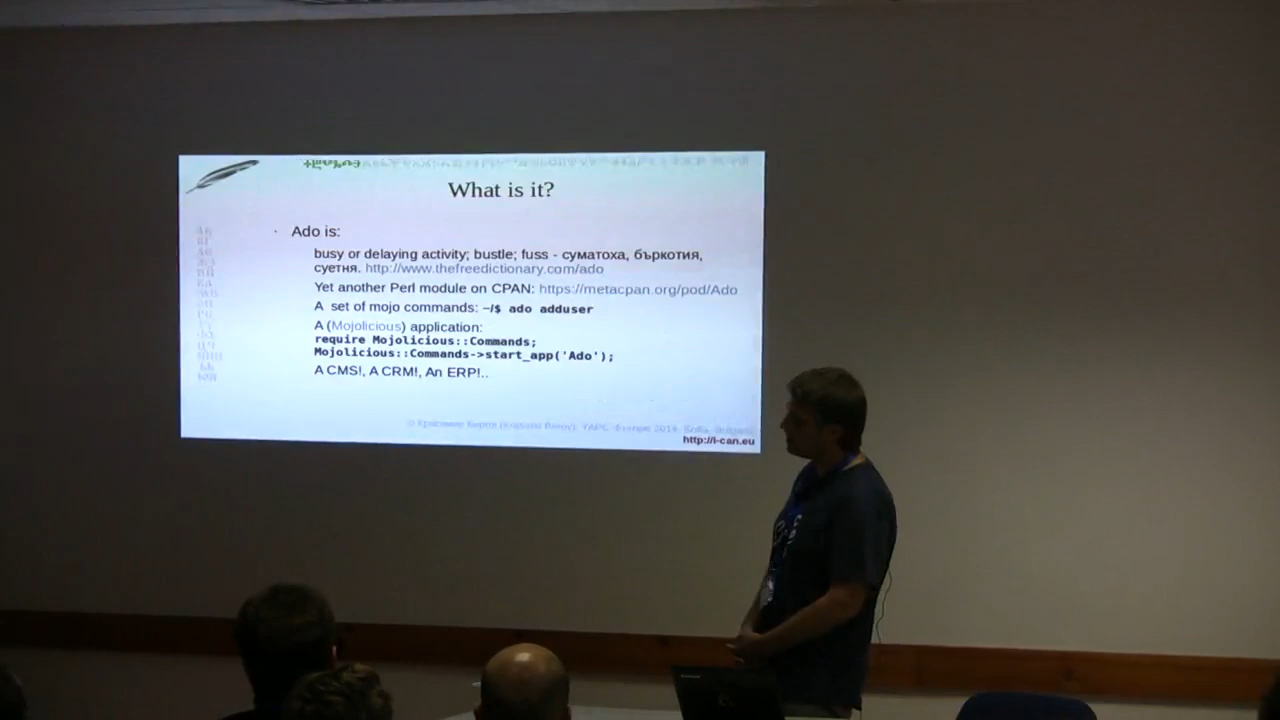 What is it?
Ado is:
busy or delaying activity; bustle; fuss - суматоха, бъркотия,
суетня. http://www.thefreedictionary.com/ado
Yet another Perl module on CPAN: https://metacpan.org/pod/Ado
A set of mojo commands: ~/$ ado adduser
A (Mojolicious) application:
require Mojolicious::Commands;
Mojolicious::Commands->start_app('Ado');
A CMS!, A CRM!, An ERP!..
http://i-can.eu